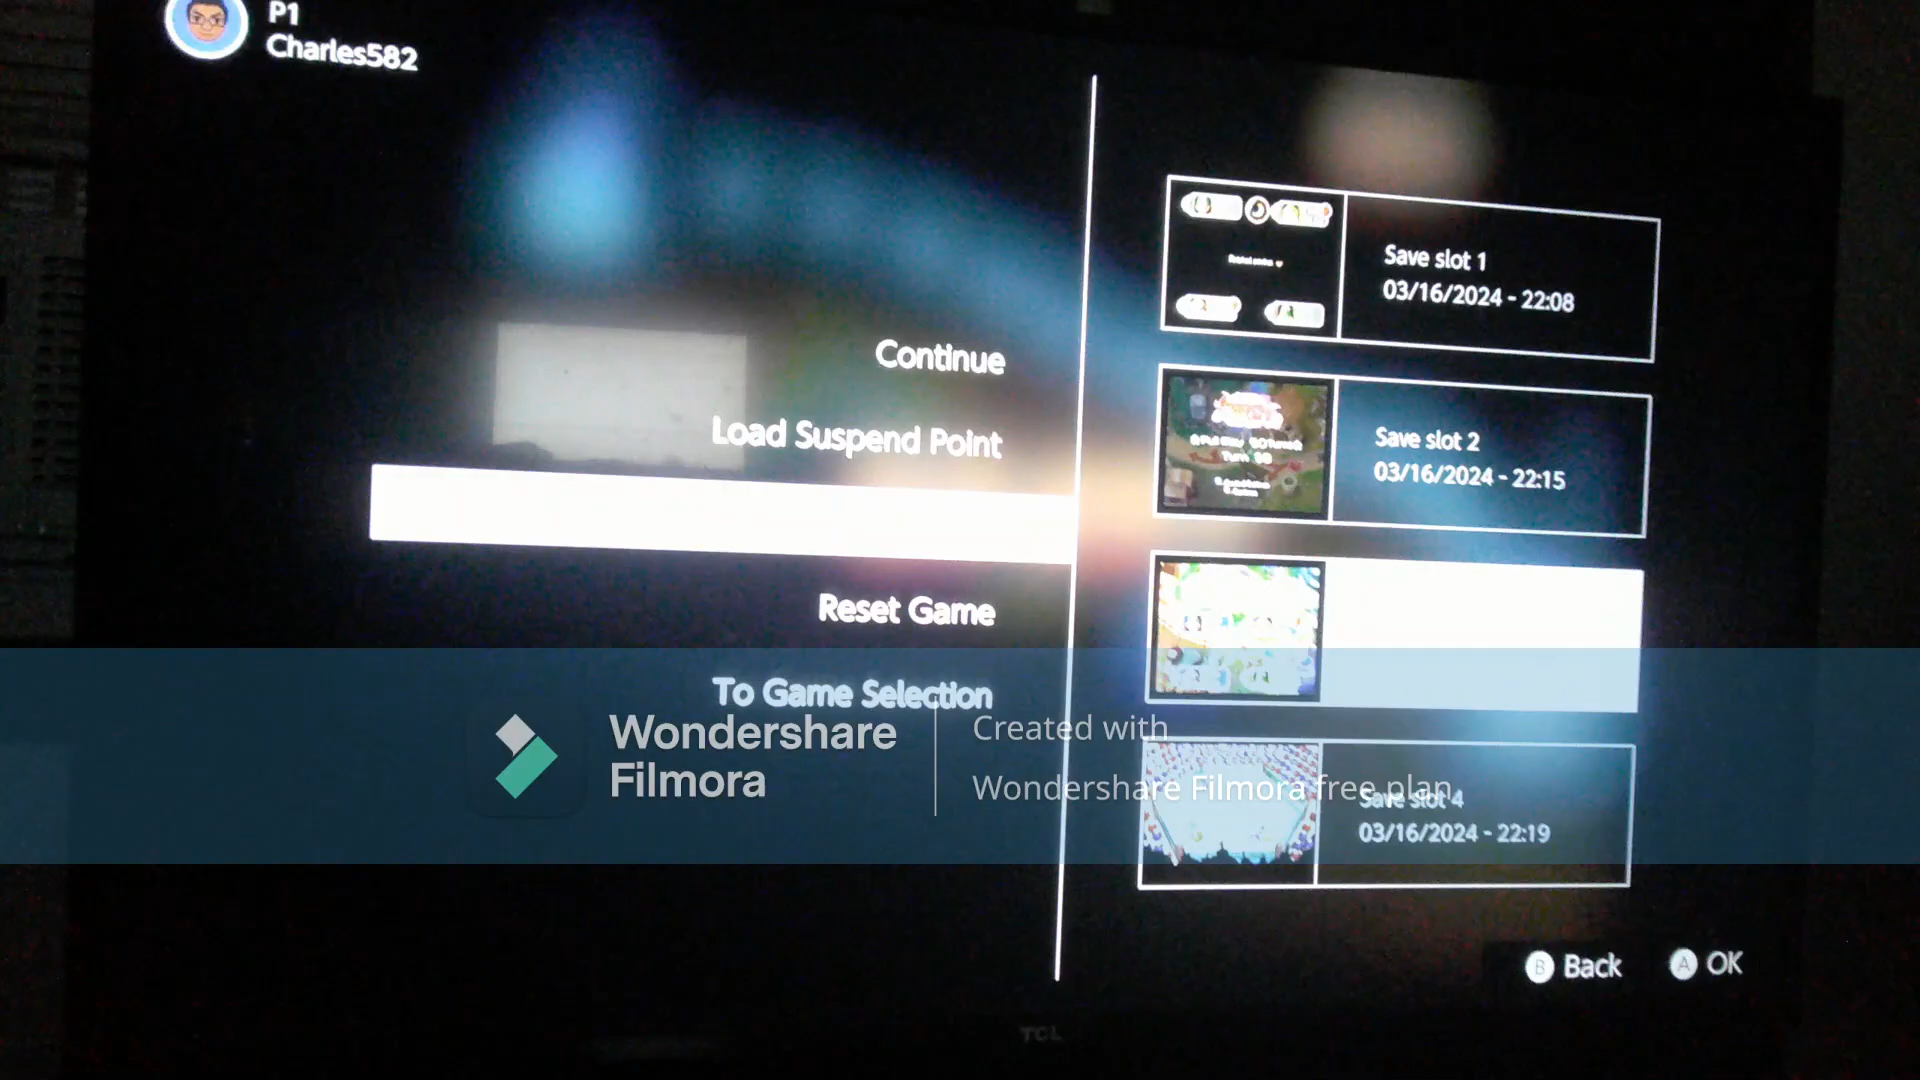 P1
Charles582
Continue
Load Suspend Point
Reset Game
To Game Selection
Save slot 1
03/16/2024 - 22:08
Save slot 2
03/16/2024 - 22:15
Save slot 4
03/16/2024 - 22:19
Wondershare
Filmora
Created with
Wondershare Filmora free plan
B Back
A OK
TCL